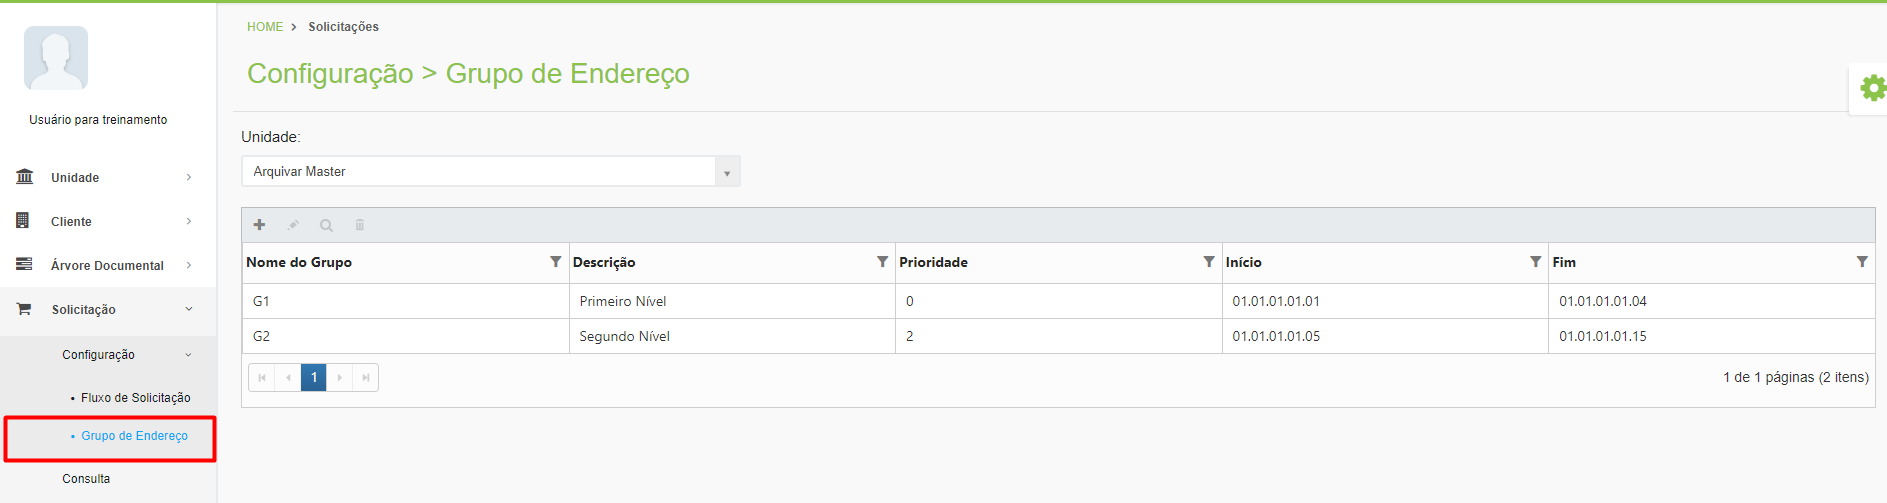 HOME > Solicitações
Configuração > Grupo de Endereço
Usuário para treinamento
Unidade
Cliente
Árvore Documental
Solicitação
Configuração
• Fluxo de Solicitação
• Grupo de Endereço
Consulta
Unidade:
Arquivar Master
Nome do Grupo Descrição Prioridade Início Fim
G1 Primeiro Nível 0 01.01.01.01.01 01.01.01.01.04
G2 Segundo Nível 2 01.01.01.01.05 01.01.01.01.15
1
1 de 1 páginas (2 itens)